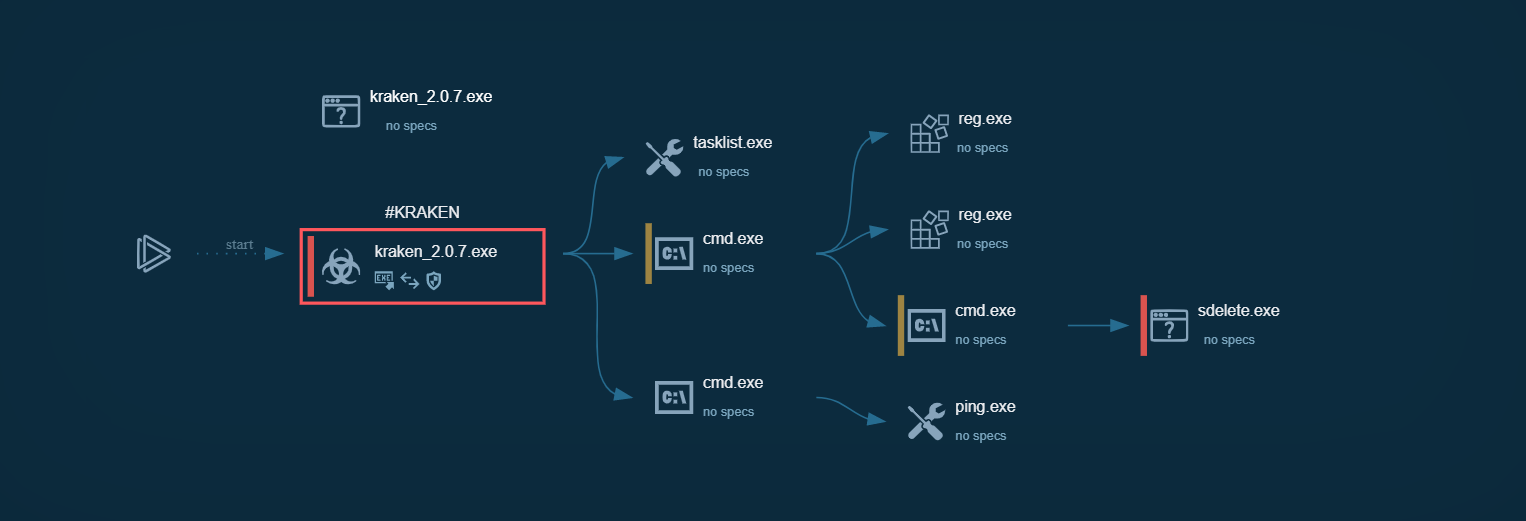 kraken_2.0.7.exe
no specs
start
#KRAKEN
kraken_2.0.7.exe
EXE
tasklist.exe
no specs
C:\
cmd.exe
no specs
C:\
cmd.exe
no specs
reg.exe
no specs
reg.exe
no specs
C:\
cmd.exe
no specs
ping.exe
no specs
sdelete.exe
no specs